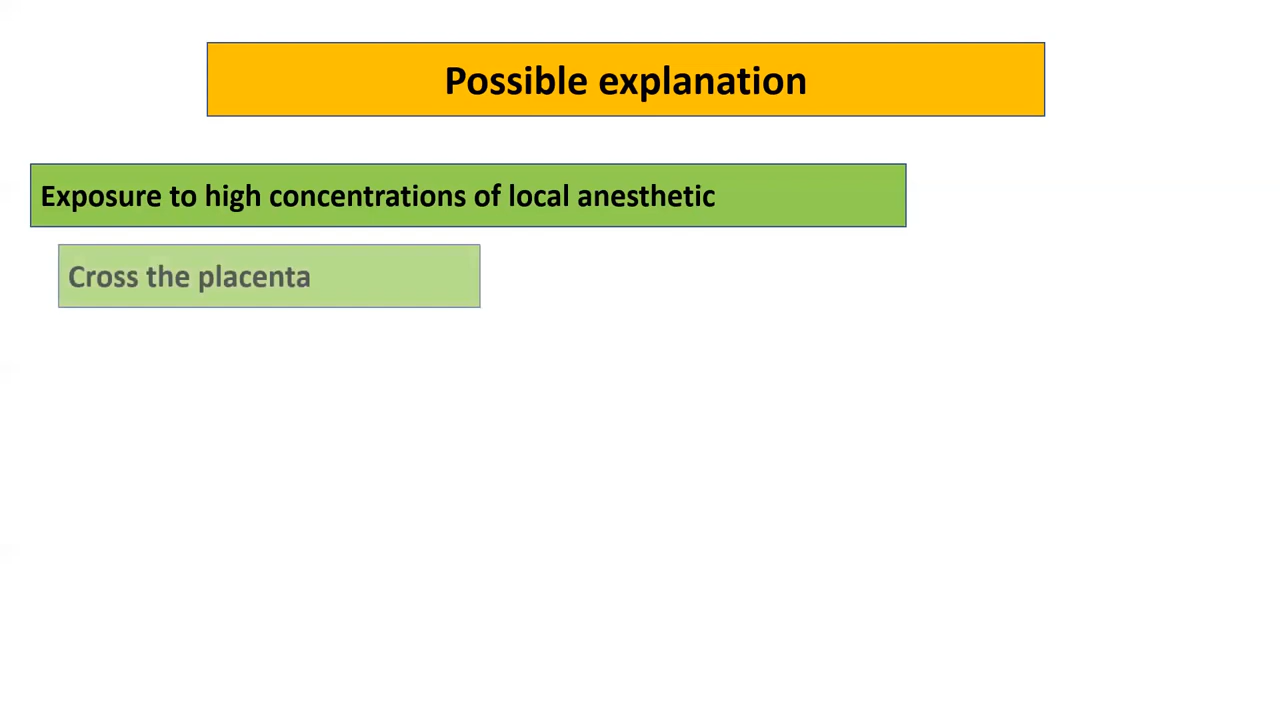 Possible explanation
Exposure to high concentrations of local anesthetic
Cross the placenta